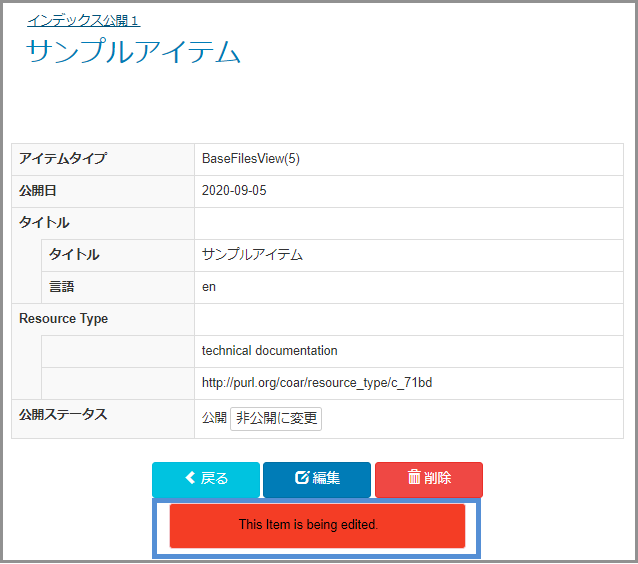 インデックス公開１
サンプルアイテム
アイテムタイプ BaseFilesView(5)
公開日 2020-09-05
タイトル
タイトル サンプルアイテム
言語 en
Resource Type
technical documentation
http://purl.org/coar/resource_type/c_71bd
公開ステータス 公開 非公開に変更
戻る 編集 削除
This Item is being edited.